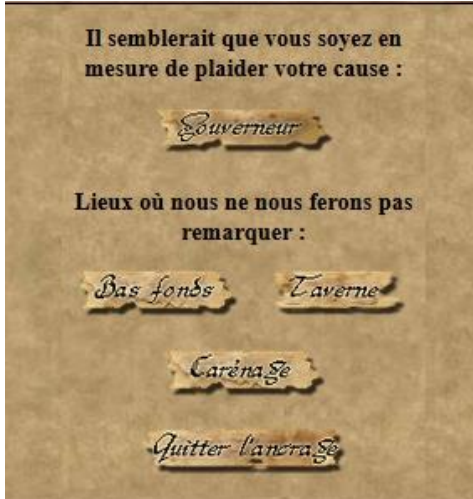 Il semblerait que vous soyez en
mesure de plaider votre cause :
Gouverneur
Lieux où nous ne nous ferons pas
remarquer :
Bas fonds Taverne
Carénage
Quitter l'ancrage